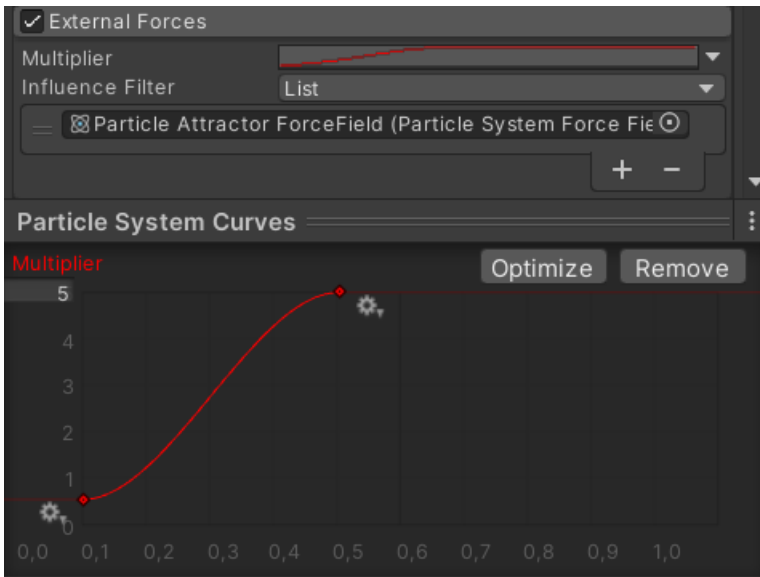 External Forces
Multiplier
Influence Filter List
Particle Attractor ForceField (Particle System Force Fie
+ −
Particle System Curves
Multiplier Optimize Remove
5
4
3
2
1
0
0,0 0,1 0,2 0,3 0,4 0,5 0,6 0,7 0,8 0,9 1,0